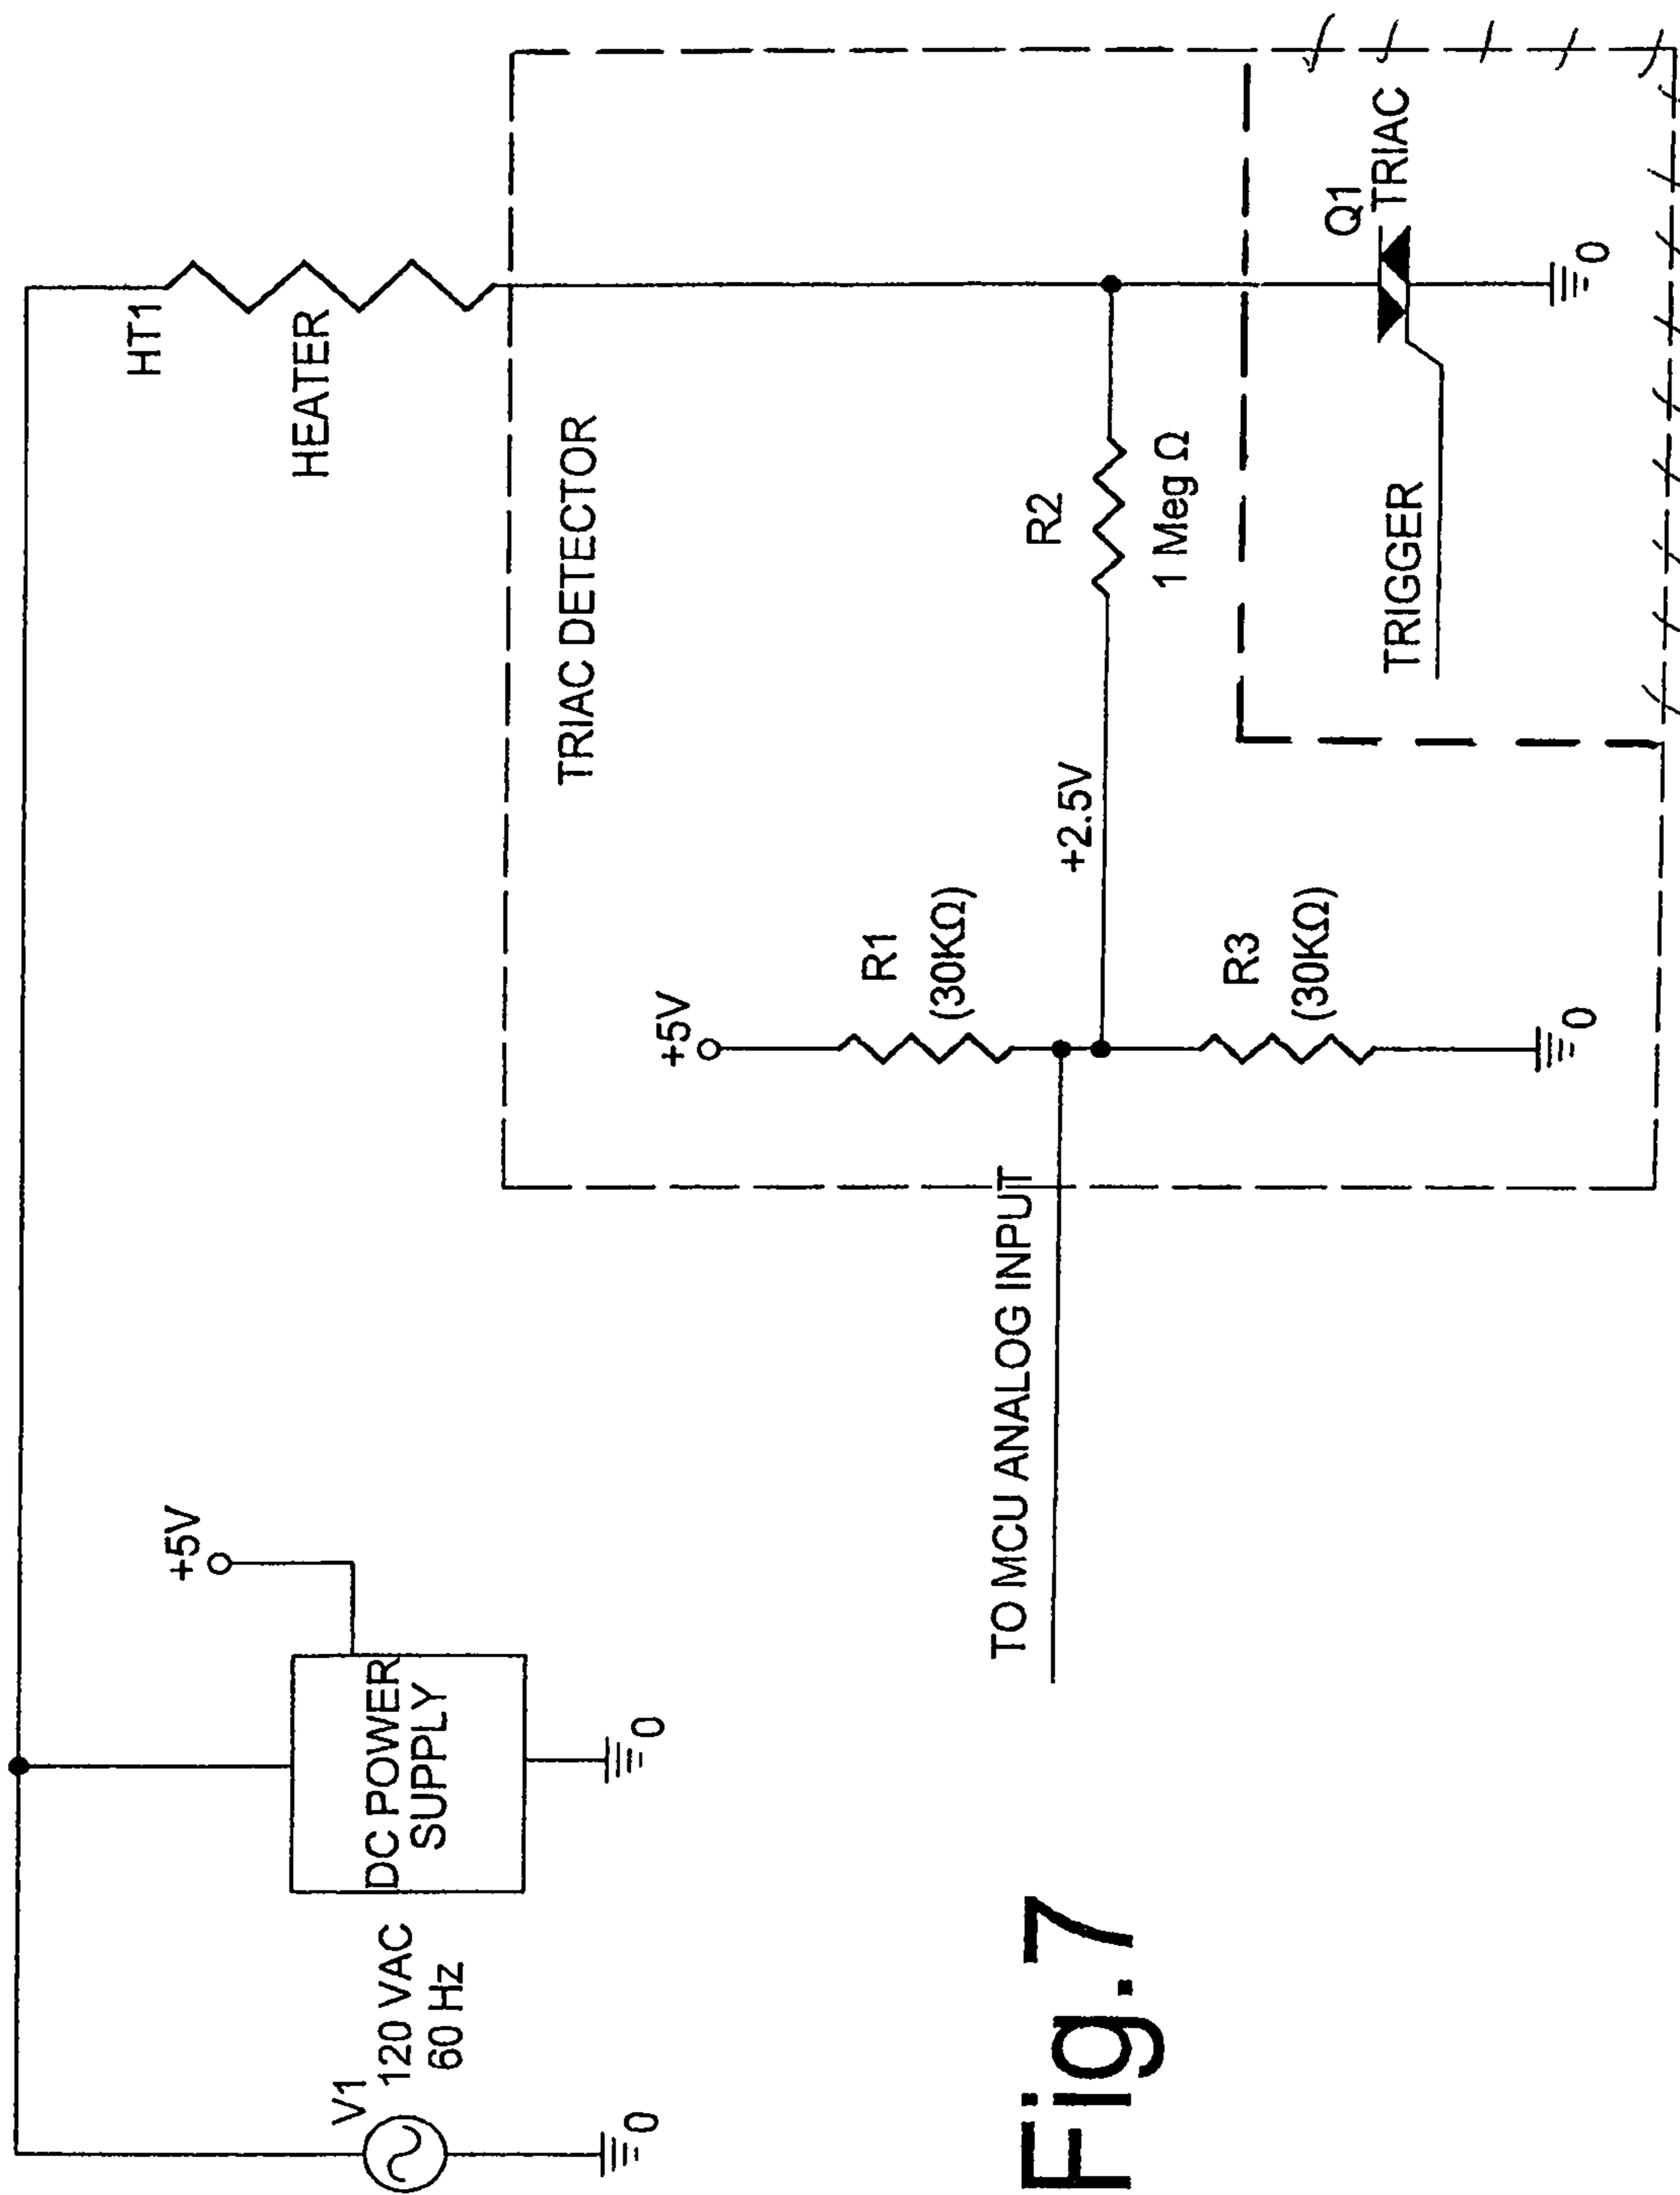 V1
120 VAC
60 Hz
0
DC POWER
SUPPLY
+5V
0
HT1
HEATER
TRIAC DETECTOR
+5V
R1
(30KΩ)
TO MCU ANALOG INPUT
+2.5V
R2
1 Meg Ω
R3
(30KΩ)
0
Q1
TRIAC
TRIGGER
0
Fig.7